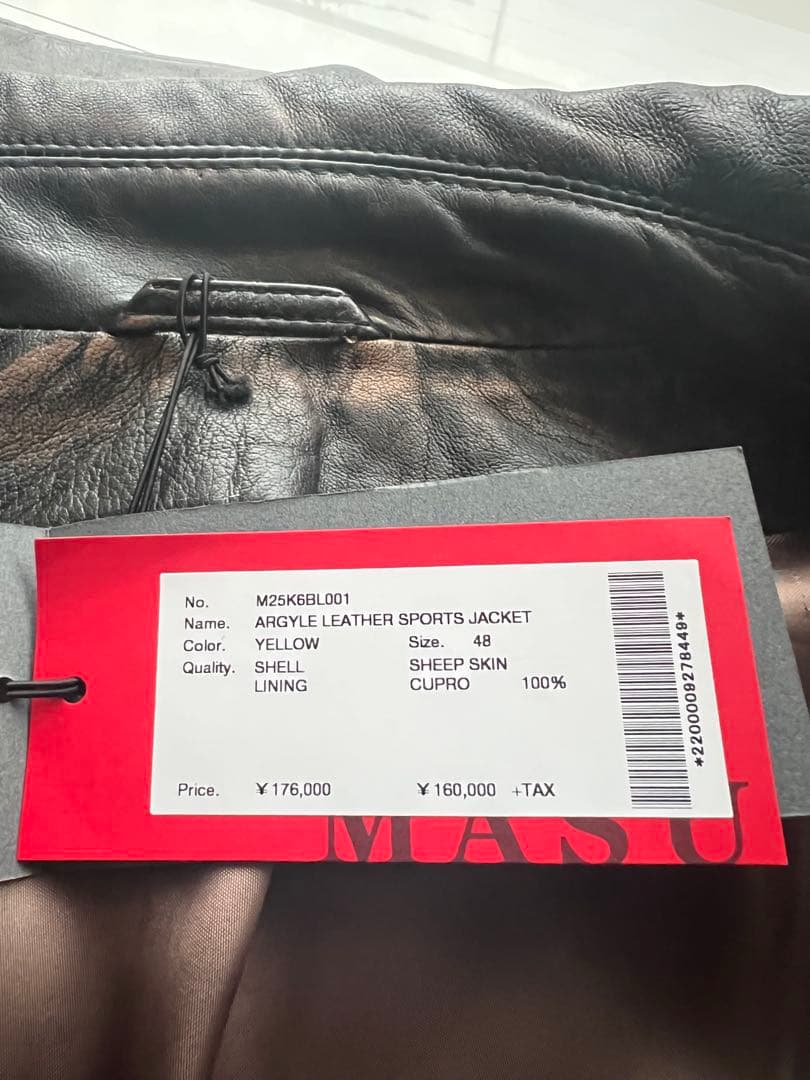 No. M25K6BL001
Name. ARGYLE LEATHER SPORTS JACKET
Color. YELLOW Size. 48
Quality. SHELL SHEEP SKIN
LINING CUPRO 100%
Price. ¥176,000 ¥160,000 +TAX
*2200009278449*
MASU